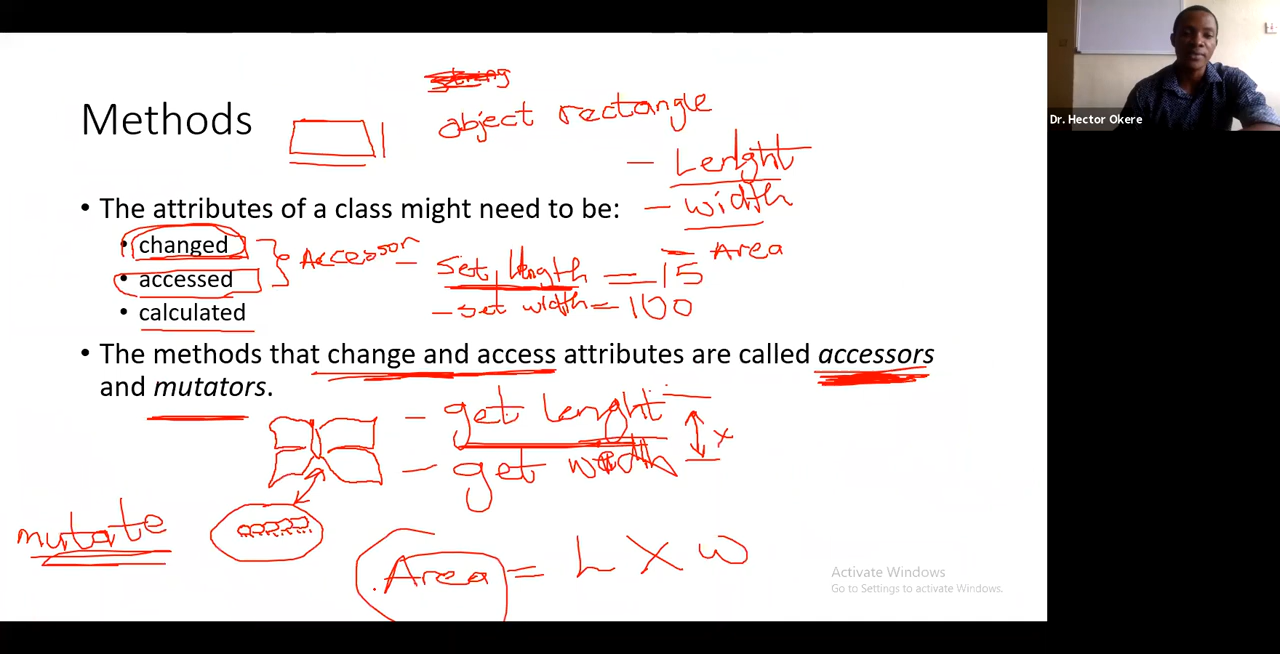 string
object rectangle
Methods
- Lenght
• The attributes of a class might need to be:
- width
• changed
Accessor
- Area
- Set length = 15
• accessed
- set width = 100
• calculated
• The methods that change and access attributes are called accessors
and mutators.
- get lenght
x
- get width
mutate
Area = L X W
Activate Windows
Go to Settings to activate Windows.
Dr. Hector Okere